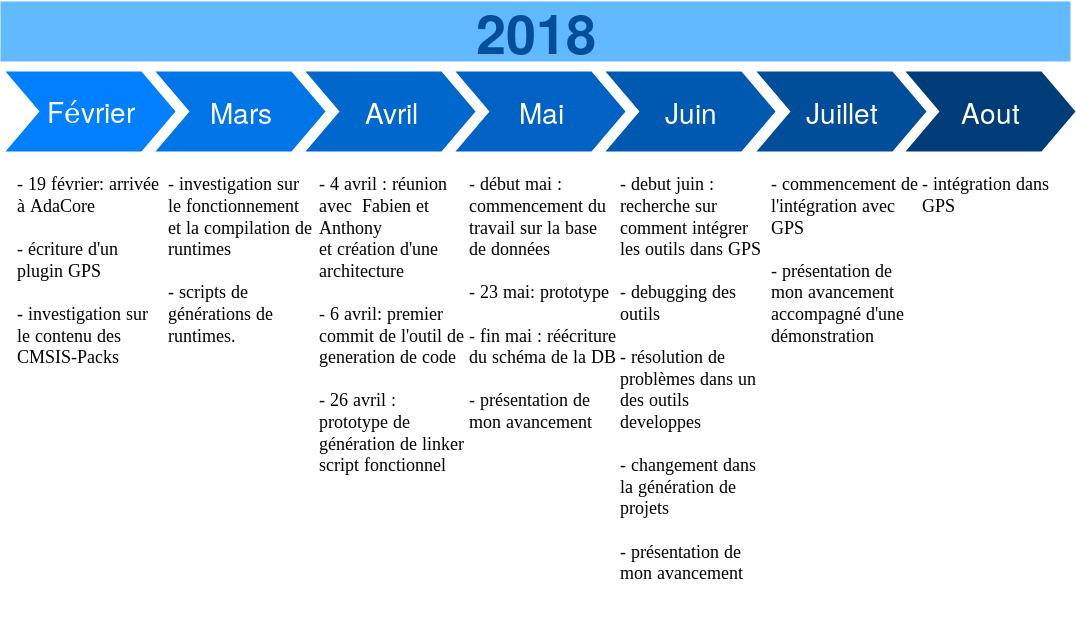 2018
Février
Mars
Avril
Mai
Juin
Juillet
Aout
- 19 février: arrivée
à AdaCore
- écriture d'un
plugin GPS
- investigation sur
le contenu des
CMSIS-Packs
- investigation sur
le fonctionnement
et la compilation de
runtimes
- scripts de
générations de
runtimes.
- 4 avril : réunion
avec  Fabien et
Anthony
et création d'une
architecture
- 6 avril: premier
commit de l'outil de
generation de code
- 26 avril :
prototype de
génération de linker
script fonctionnel
- début mai :
commencement du
travail sur la base
de données
- 23 mai: prototype
- fin mai : réécriture
du schéma de la DB
- présentation de
mon avancement
- debut juin :
recherche sur
comment intégrer
les outils dans GPS
- debugging des
outils
- résolution de
problèmes dans un
des outils
developpes
- changement dans
la génération de
projets
- présentation de
mon avancement
- commencement de
l'intégration avec
GPS
- présentation de
mon avancement
accompagné d'une
démonstration
- intégration dans
GPS